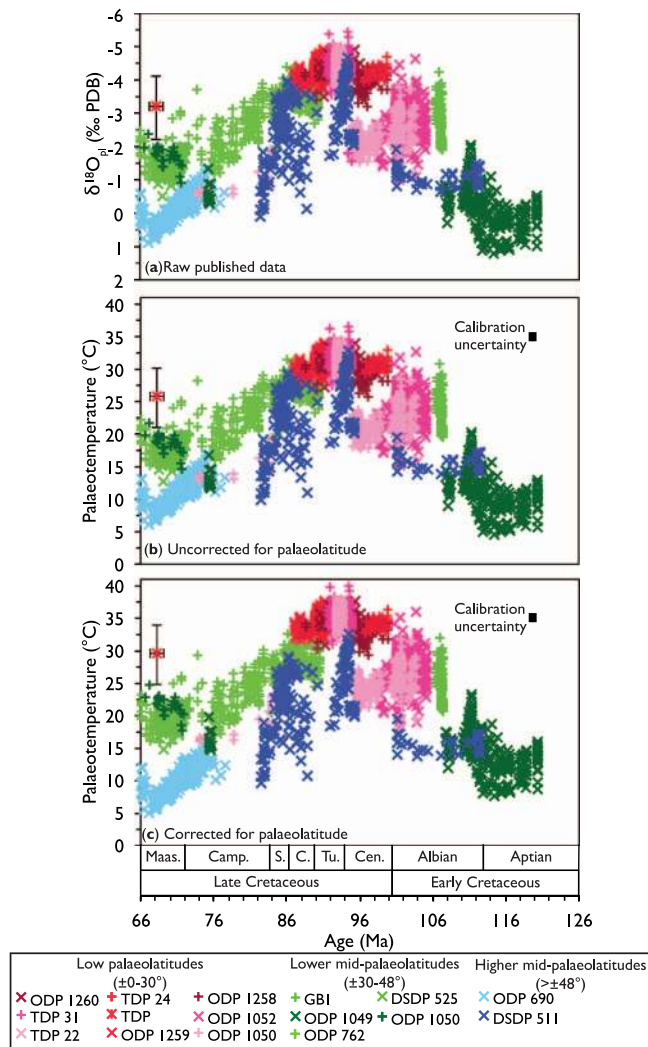 -6
-5
-4
-3
-2
-1
0
1
2
δ18Opl (‰ PDB)
(a)Raw published data
40
35
30
25
20
15
10
5
0
Palaeotemperature (°C)
Calibration
uncertainty
(b) Uncorrected for palaeolatitude
40
35
30
25
20
15
10
5
0
Palaeotemperature (°C)
Calibration
uncertainty
(c) Corrected for palaeolatitude
Maas. Camp. S. C. Tu. Cen. Albian Aptian
Late Cretaceous Early Cretaceous
66 76 86 96 106 116 126
Age (Ma)
Low palaeolatitudes Lower mid-palaeolatitudes Higher mid-palaeolatitudes
(±0-30°) (±30-48°) (>±48°)
ODP 1260 TDP 24 ODP 1258 GBI DSDP 525 ODP 690
TDP 31 TDP ODP 1052 ODP 1049 ODP 1050 DSDP 511
TDP 22 ODP 1259 ODP 1050 ODP 762